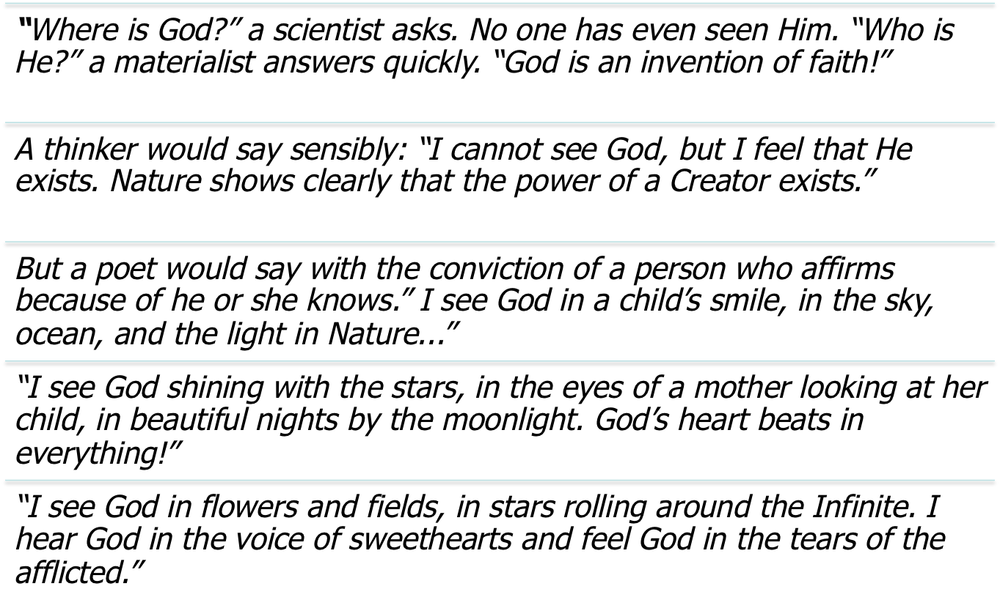 “Where is God?” a scientist asks. No one has even seen Him. “Who is
He?” a materialist answers quickly. “God is an invention of faith!”
A thinker would say sensibly: “I cannot see God, but I feel that He
exists. Nature shows clearly that the power of a Creator exists.”
But a poet would say with the conviction of a person who affirms
because of he or she knows.” I see God in a child’s smile, in the sky,
ocean, and the light in Nature…”
“I see God shining with the stars, in the eyes of a mother looking at her
child, in beautiful nights by the moonlight. God’s heart beats in
everything!”
“I see God in flowers and fields, in stars rolling around the Infinite. I
hear God in the voice of sweethearts and feel God in the tears of the
afflicted.”